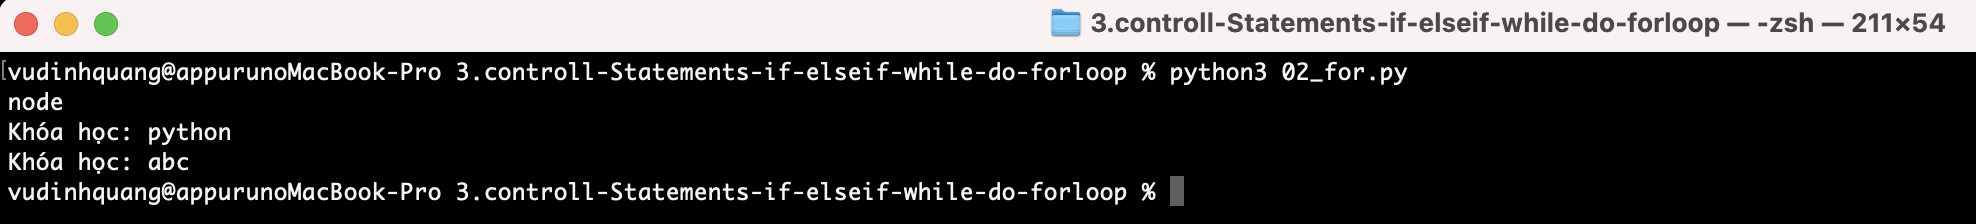 3.controll-Statements-if-elseif-while-do-forloop — -zsh — 211×54
[vudinhquang@appurunoMacBook-Pro 3.controll-Statements-if-elseif-while-do-forloop % python3 02_for.py
node
Khóa học: python
Khóa học: abc
vudinhquang@appurunoMacBook-Pro 3.controll-Statements-if-elseif-while-do-forloop %